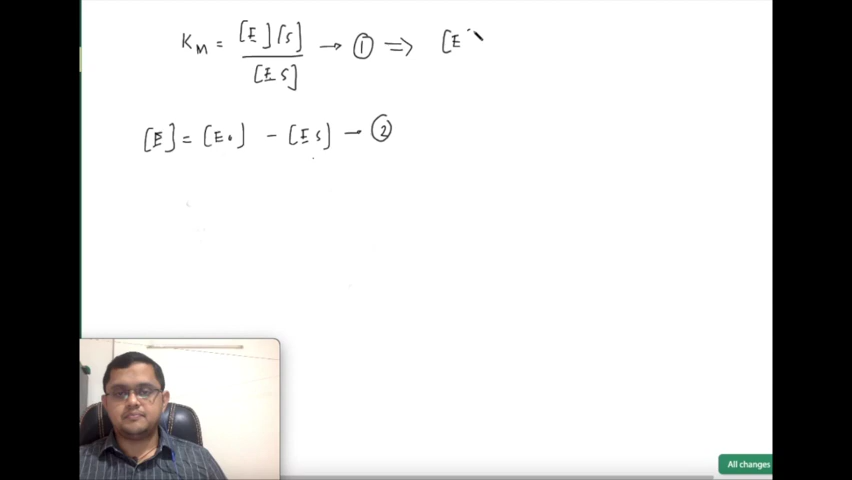 K_M = [E][S] / [ES] → ① ⇒ [E
[E] = [E₀] - [ES] → ②
All changes